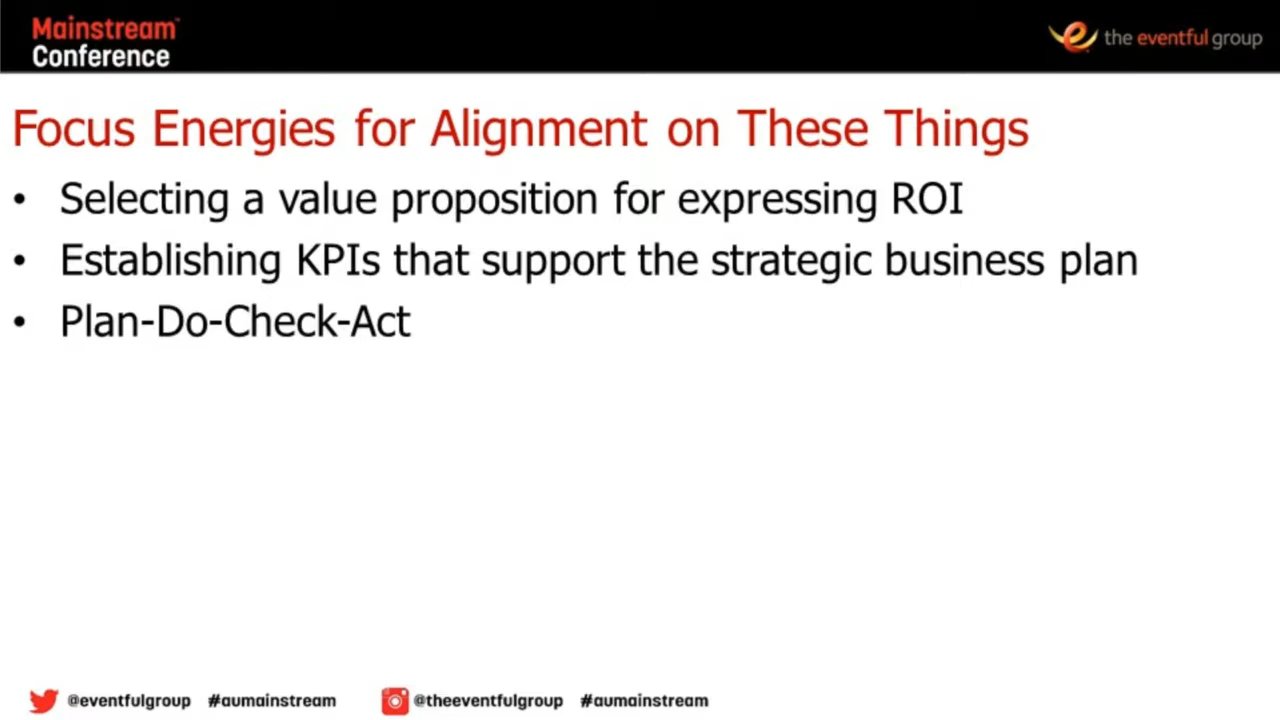 Mainstream™
Conference
the eventful group
Focus Energies for Alignment on These Things
• Selecting a value proposition for expressing ROI
• Establishing KPIs that support the strategic business plan
• Plan-Do-Check-Act
@eventfulgroup #aumainstream @theeventfulgroup #aumainstream